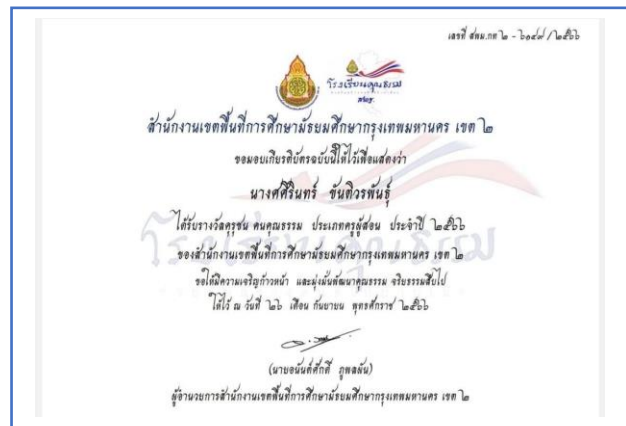 เลขที่ สพม.กท ๒ - ๖๑๔๗ /๒๕๖๖
โรงเรียนคุณธรรม
สพฐ.
สำนักงานเขตพื้นที่การศึกษามัธยมศึกษากรุงเทพมหานคร เขต ๒
ขอมอบเกียรติบัตรฉบับนี้ให้ไว้เพื่อแสดงว่า
นางศศิรินทร์ ขันติวรพันธุ์
ได้รับรางวัลคุรุชน คนคุณธรรม ประเภทครูผู้สอน ประจำปี ๒๕๖๖
ของสำนักงานเขตพื้นที่การศึกษามัธยมศึกษากรุงเทพมหานคร เขต ๒
ขอให้มีความเจริญก้าวหน้า และมุ่งมั่นพัฒนาคุณธรรม จริยธรรมสืบไป
ให้ไว้ ณ วันที่ ๒๖ เดือน กันยายน พุทธศักราช ๒๕๖๖
(นายอนันต์ศักดิ์ ภูพลผัน)
ผู้อำนวยการสำนักงานเขตพื้นที่การศึกษามัธยมศึกษากรุงเทพมหานคร เขต ๒